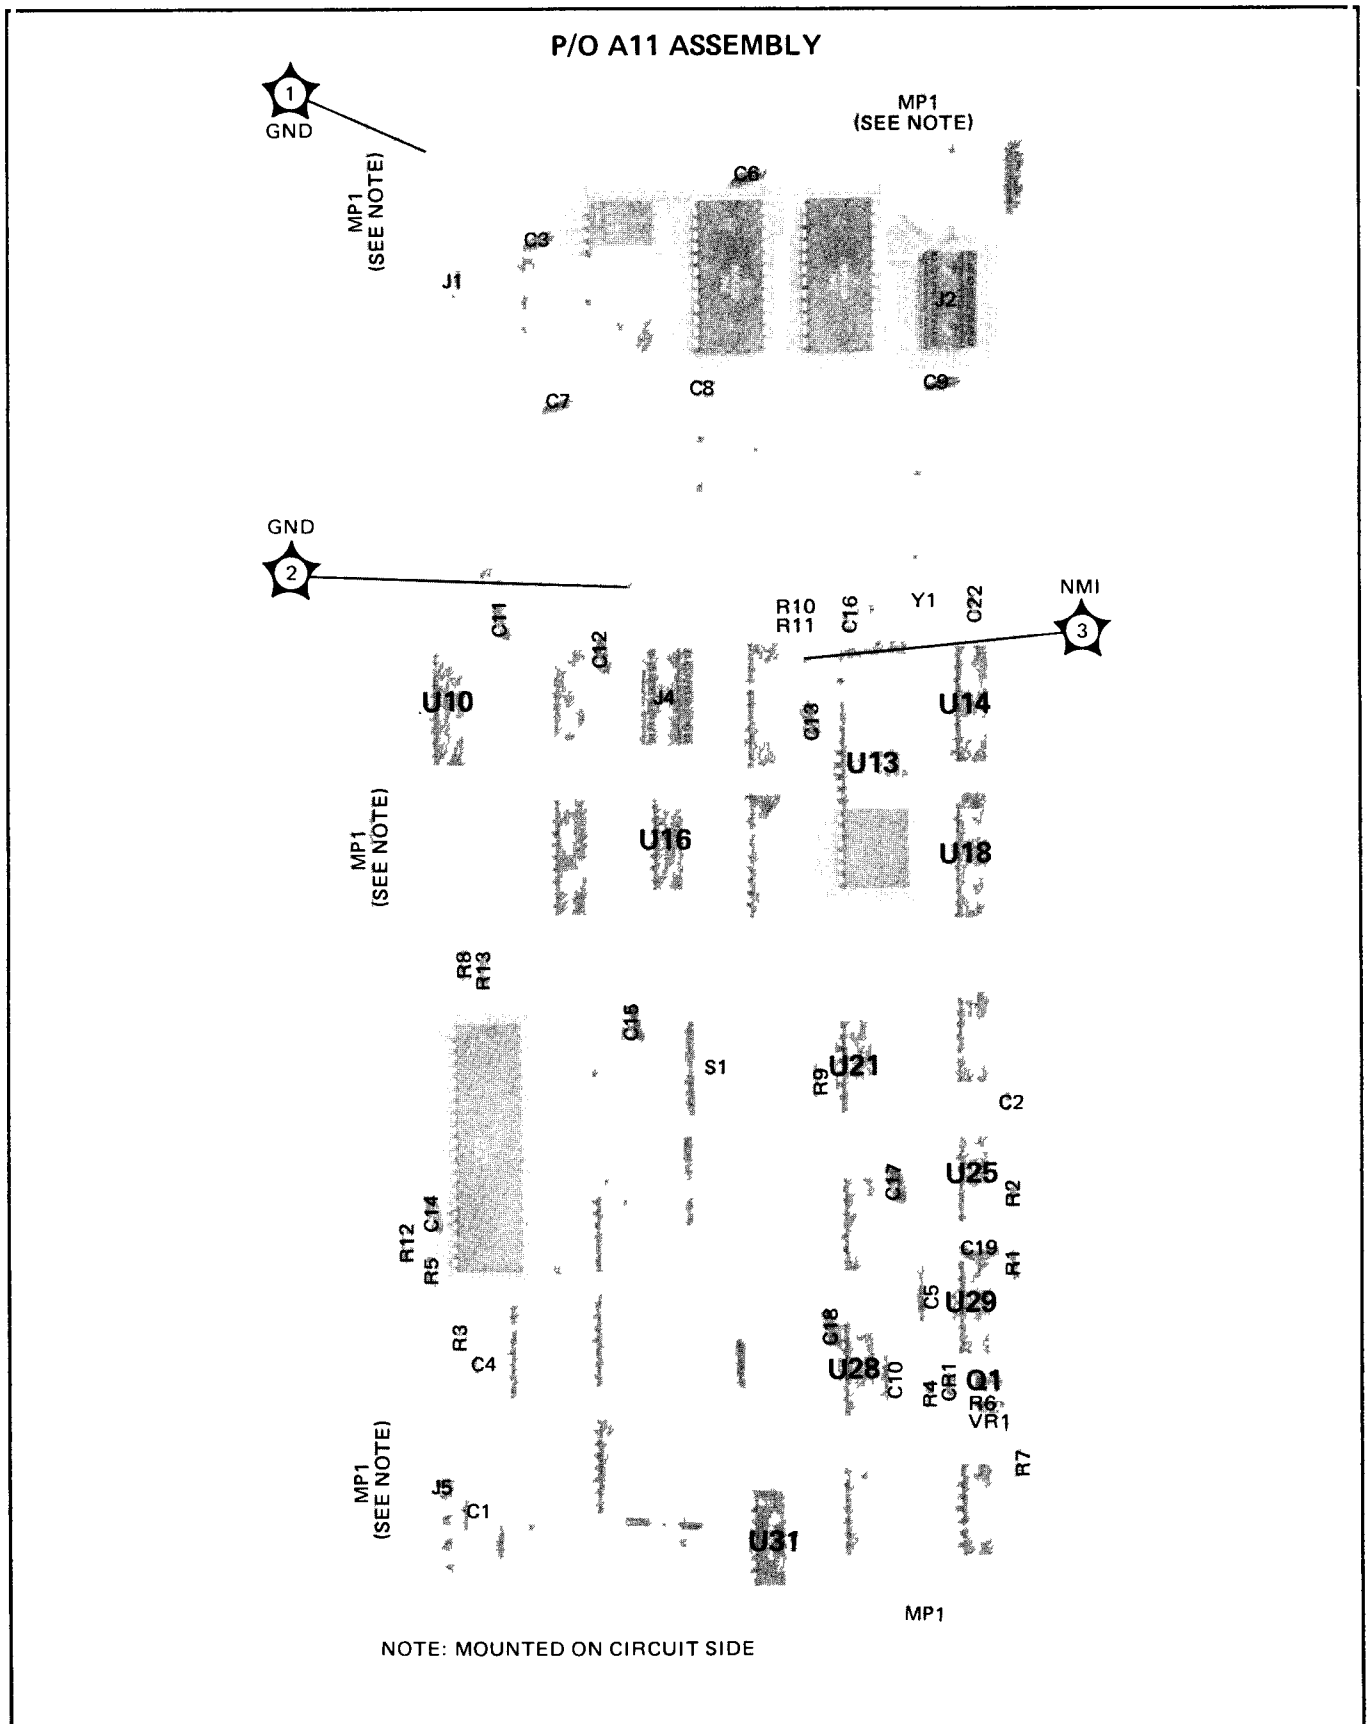 P/O A11 ASSEMBLY
1
GND
MP1
(SEE NOTE)
MP1
(SEE NOTE)
C6
C3
J1
J2
C8
C9
C7
GND
2
NMI
3
R10
R11
C16
Y1
C22
C11
C12
U10
J4
C13
U14
U13
MP1
(SEE NOTE)
U16
U18
R8
R13
C15
S1
R9
U21
C2
C17
U25
R2
C14
R12
R5
C19
R1
C5
U29
C18
R3
C4
U28
C10
R4
CR1
Q1
R6
VR1
R7
MP1
(SEE NOTE)
J5
C1
U31
MP1
NOTE: MOUNTED ON CIRCUIT SIDE